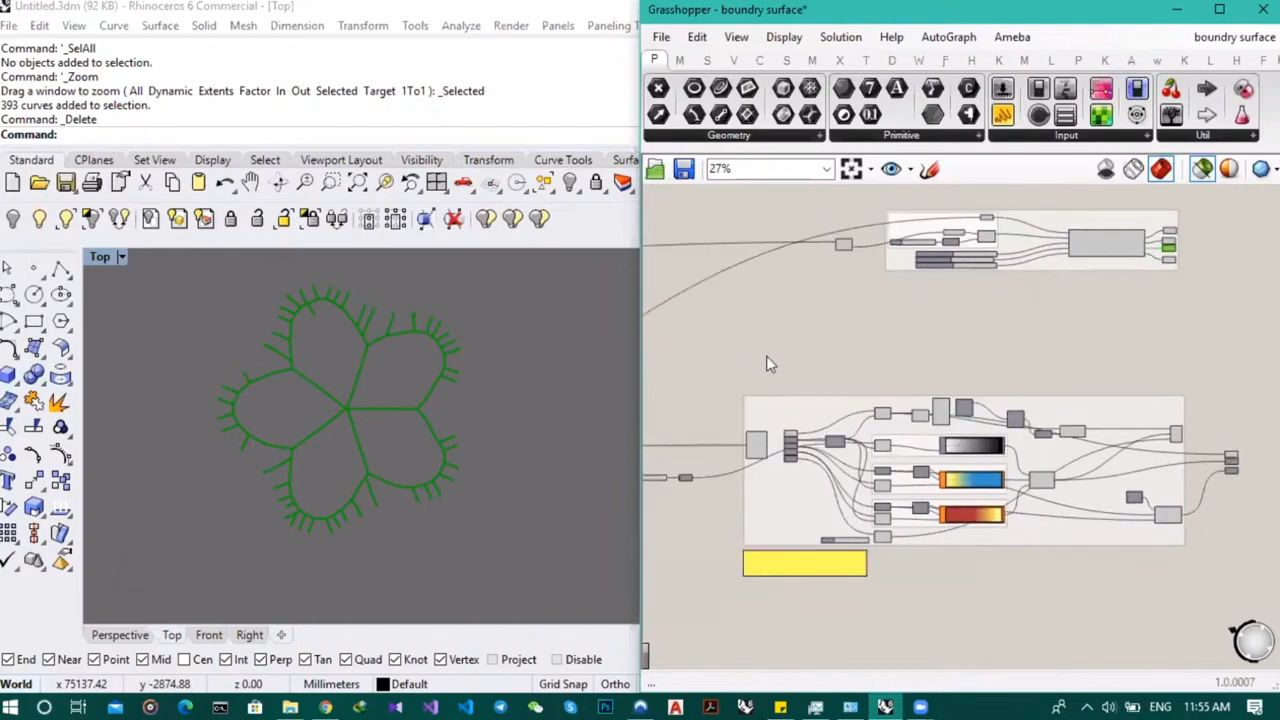 Untitled.3dm (92 KB) - Rhinoceros 6 Commercial - [Top]
File Edit View Curve Surface Solid Mesh Dimension Transform Tools Analyze Render Panels Paneling T
Command: '_SelAll
No objects added to selection.
Command: '_Zoom
Drag a window to zoom ( All Dynamic Extents Factor In Out Selected Target 1To1 ): _Selected
393 curves added to selection.
Command: _Delete
Command:
Standard CPlanes Set View Display Select Viewport Layout Visibility Transform Curve Tools Surfa
Top
Perspective Top Front Right
End Near Point Mid Cen Int Perp Tan Quad Knot Vertex Project Disable
World x 75137.42 y -2874.88 z 0.00 Millimeters Default Grid Snap Ortho
Grasshopper - boundry surface*
File Edit View Display Solution Help AutoGraph Ameba boundry surface
P M S V C S M I X T D W F H K L P K A D M W K F
Geometry Primitive Input Util
27%
...
1.0.0007
ENG 11:55 AM